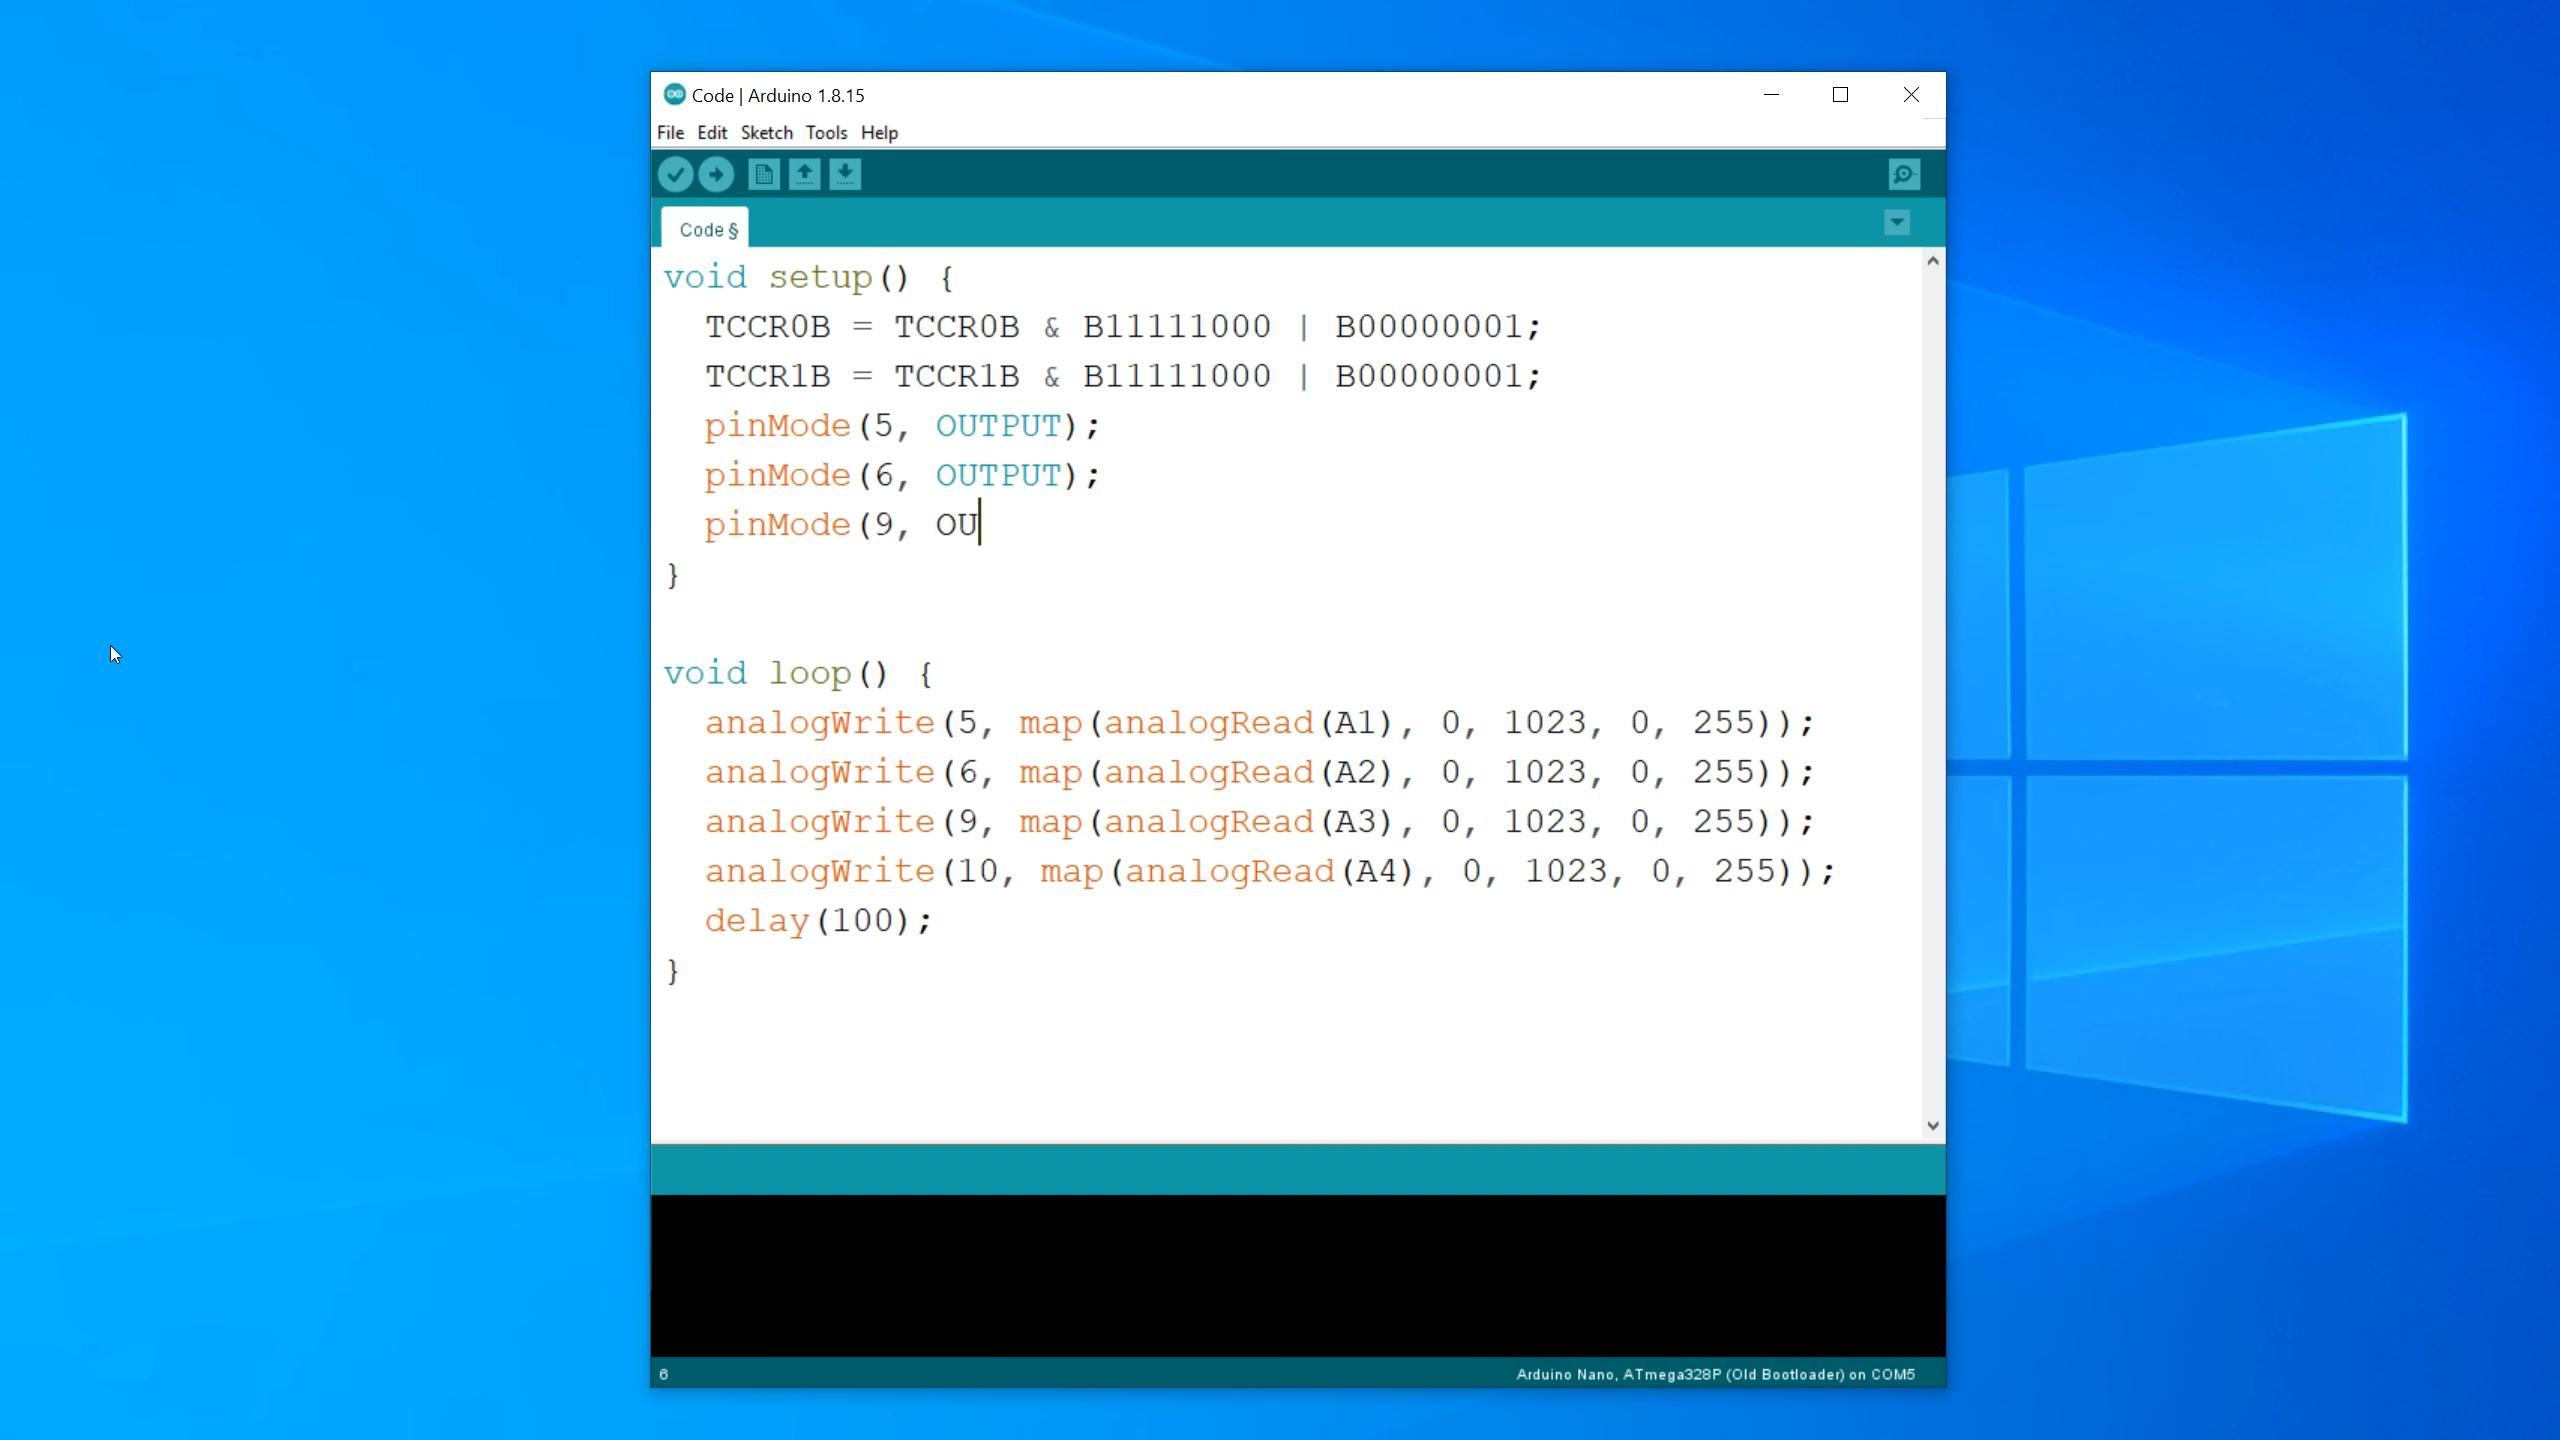 Code | Arduino 1.8.15
File Edit Sketch Tools Help
Code §
void setup() {
  TCCR0B = TCCR0B & B11111000 | B00000001;
  TCCR1B = TCCR1B & B11111000 | B00000001;
  pinMode(5, OUTPUT);
  pinMode(6, OUTPUT);
  pinMode(9, OU
}
void loop() {
  analogWrite(5, map(analogRead(A1), 0, 1023, 0, 255));
  analogWrite(6, map(analogRead(A2), 0, 1023, 0, 255));
  analogWrite(9, map(analogRead(A3), 0, 1023, 0, 255));
  analogWrite(10, map(analogRead(A4), 0, 1023, 0, 255));
  delay(100);
}
6 Arduino Nano, ATmega328P (Old Bootloader) on COM5